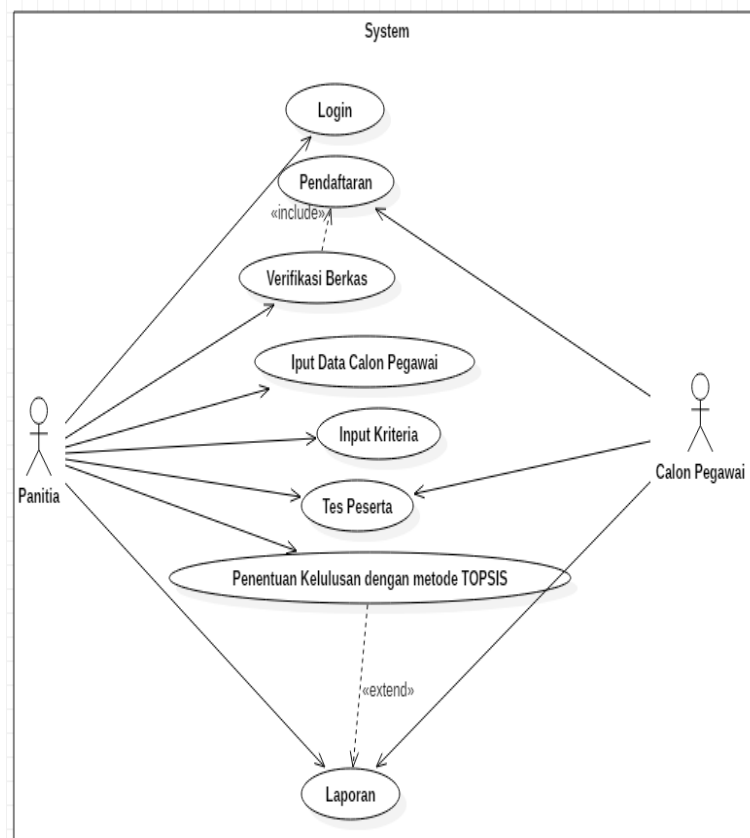 System
Login
Pendaftaran
«include»
Verifikasi Berkas
Iput Data Calon Pegawai
Input Kriteria
Calon Pegawai
Panitia
Tes Peserta
Penentuan Kelulusan dengan metode TOPSIS
«extend»
Laporan